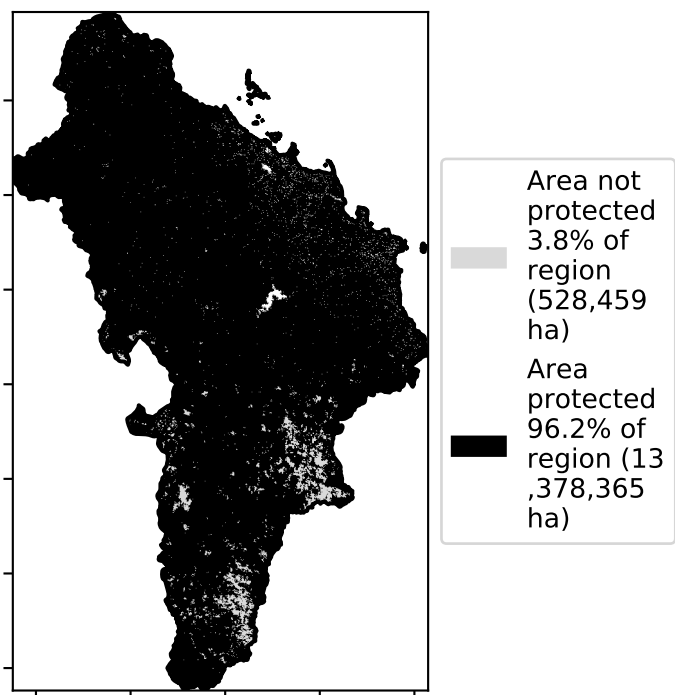 Area not
protected
3.8% of
region
(528,459
ha)
Area
protected
96.2% of
region (13
,378,365
ha)